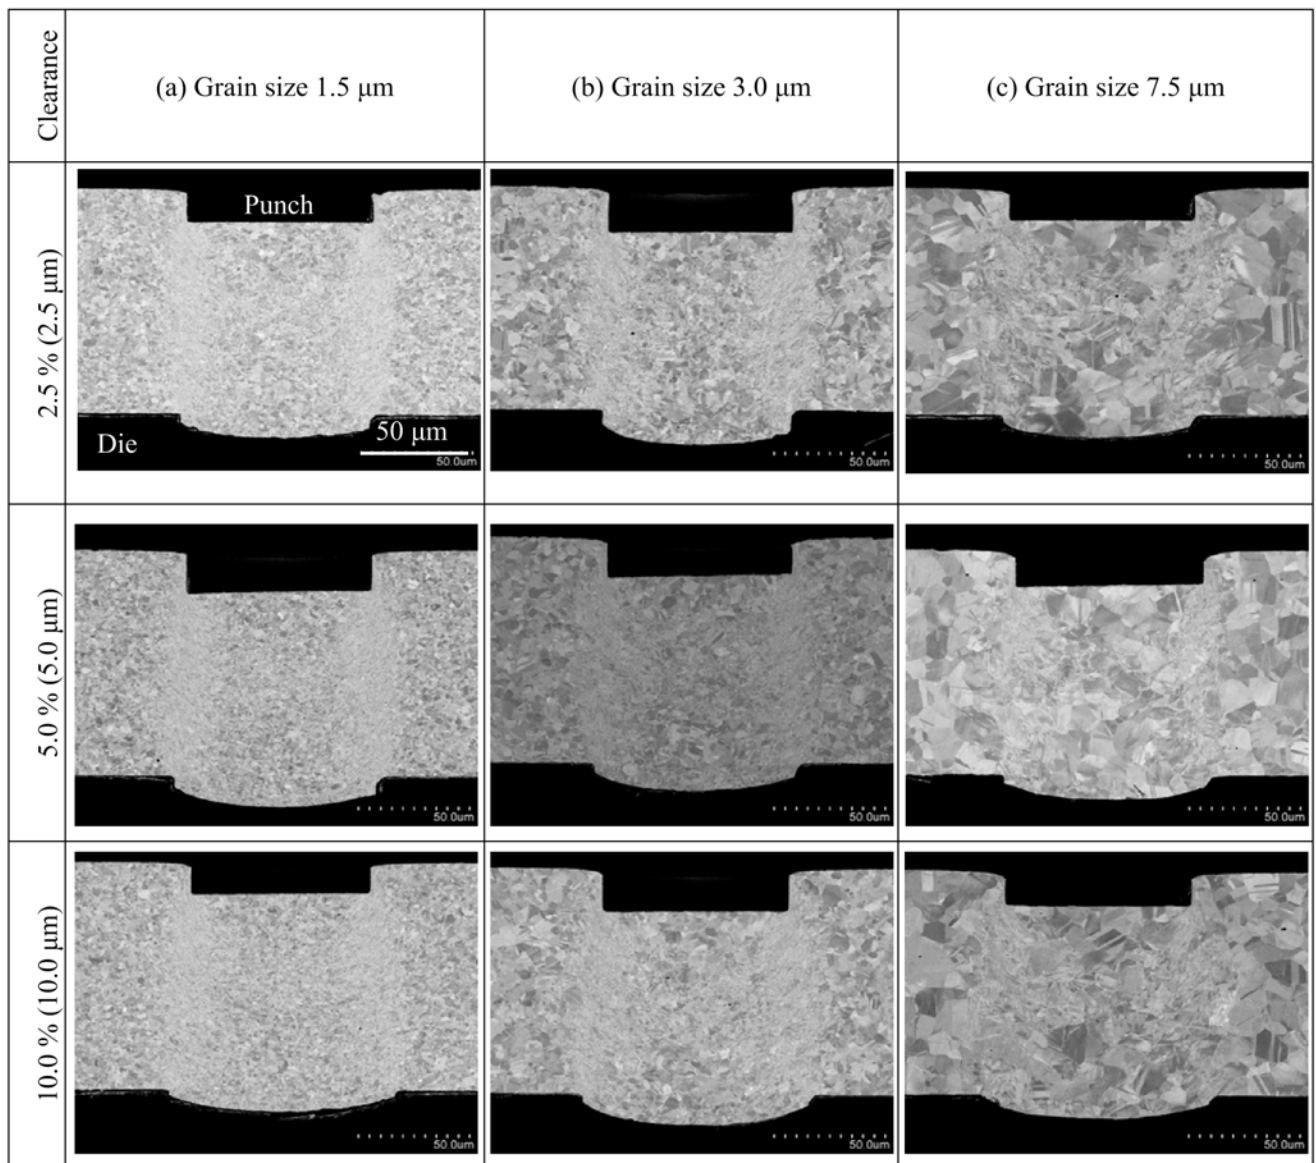 Clearance
(a) Grain size 1.5 μm
(b) Grain size 3.0 μm
(c) Grain size 7.5 μm
2.5 % (2.5 μm)
Punch
Die
50 μm
50.0um
50.0um
50.0um
5.0 % (5.0 μm)
50.0um
50.0um
50.0um
10.0 % (10.0 μm)
50.0um
50.0um
50.0um